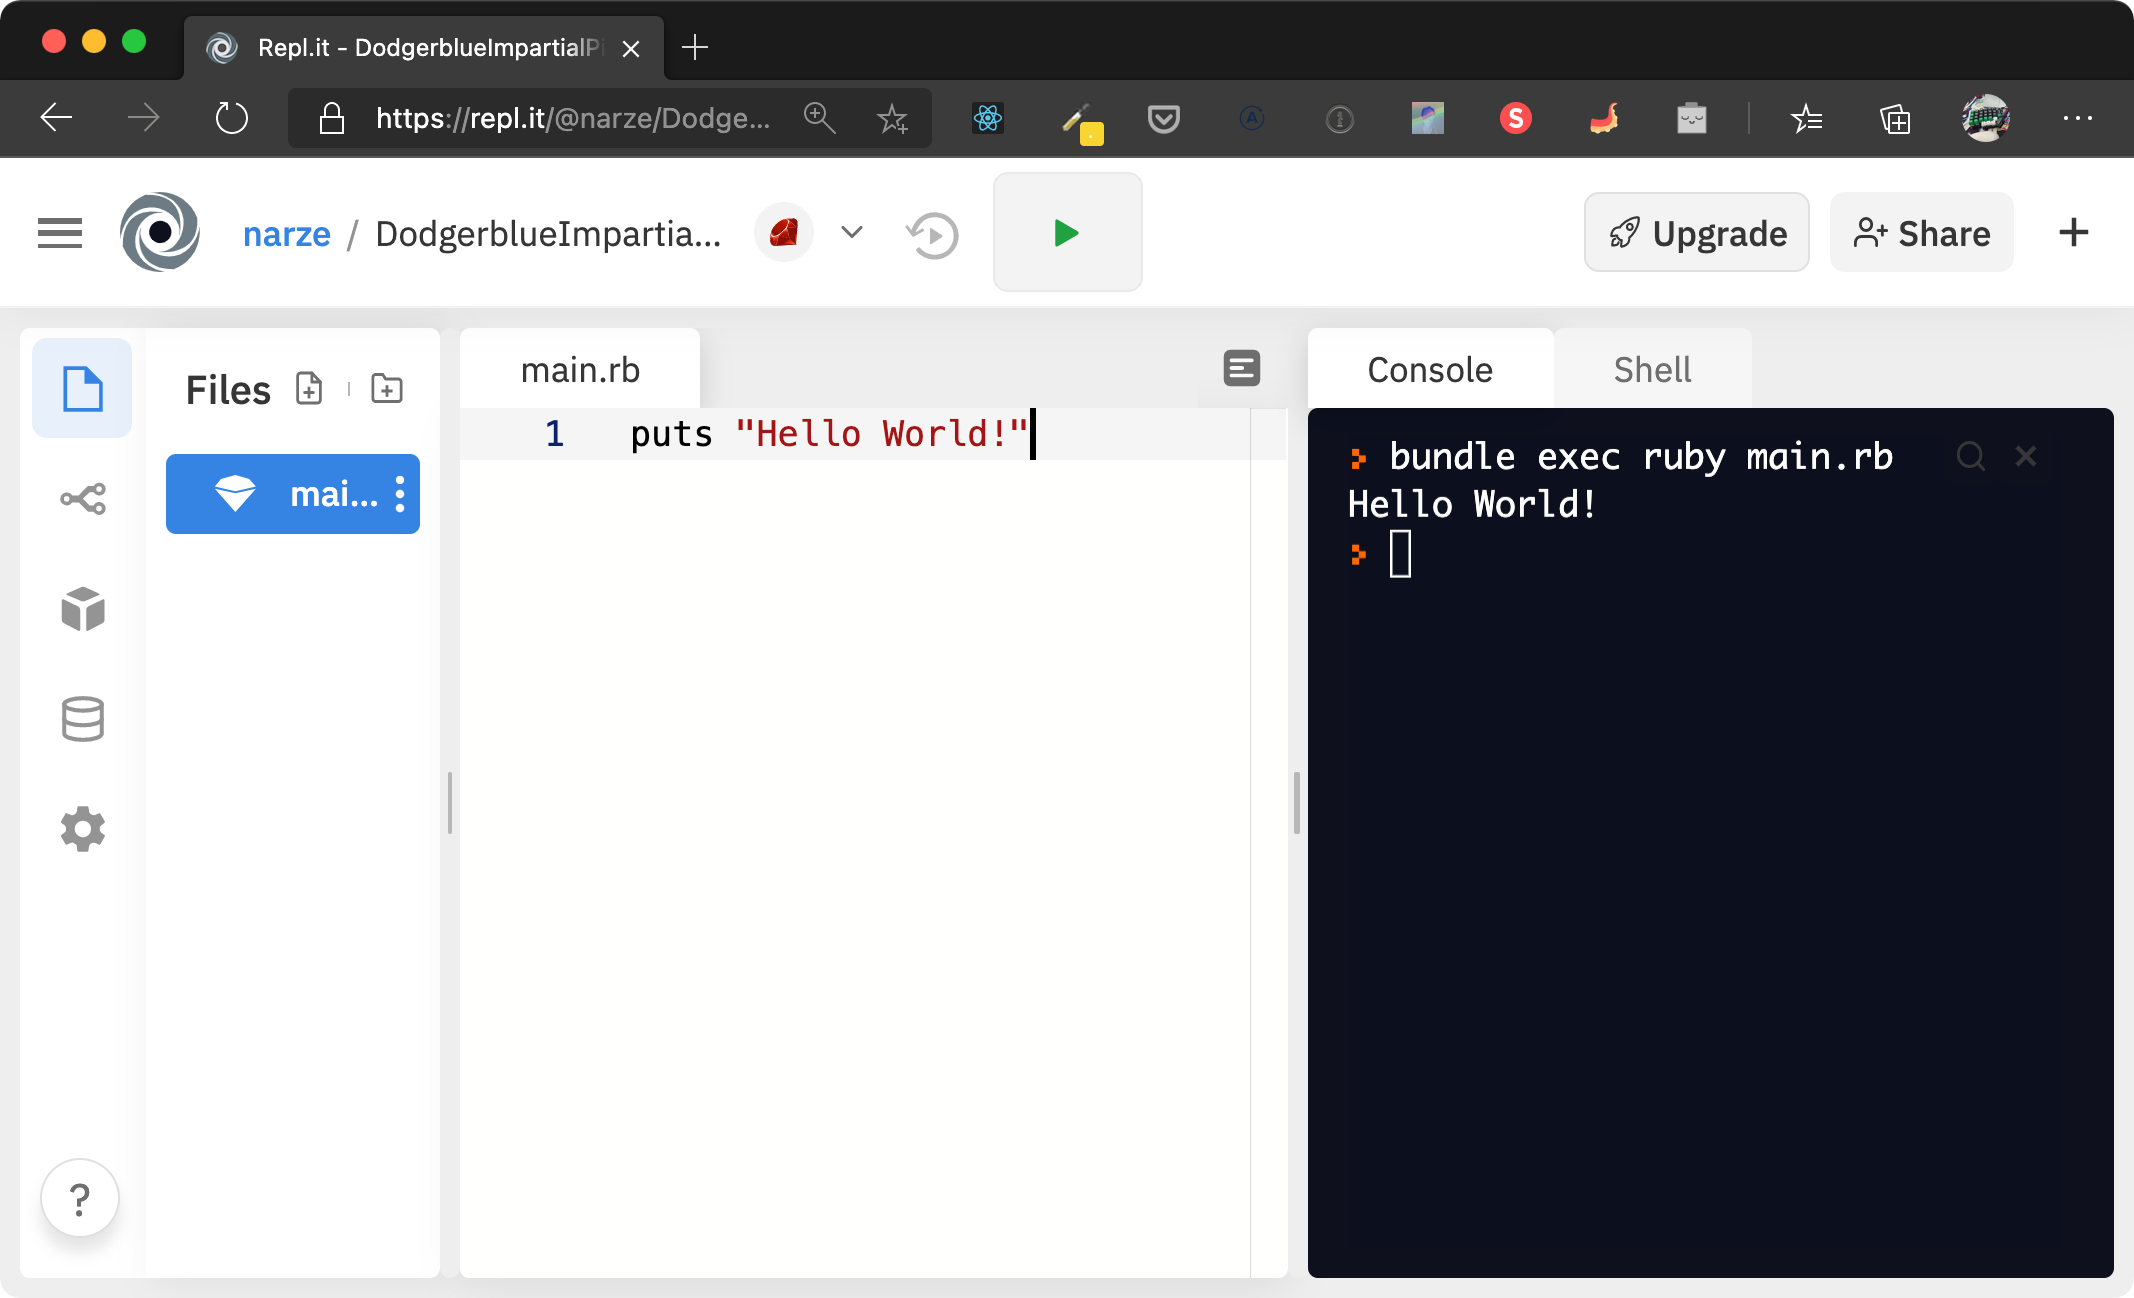 Repl.it - DodgerblueImpartialP
https://repl.it/@narze/Dodge...
narze / DodgerblueImpartia...
Upgrade
Share
Files
mai...
main.rb
1 puts "Hello World!"
Console
Shell
bundle exec ruby main.rb
Hello World!
?